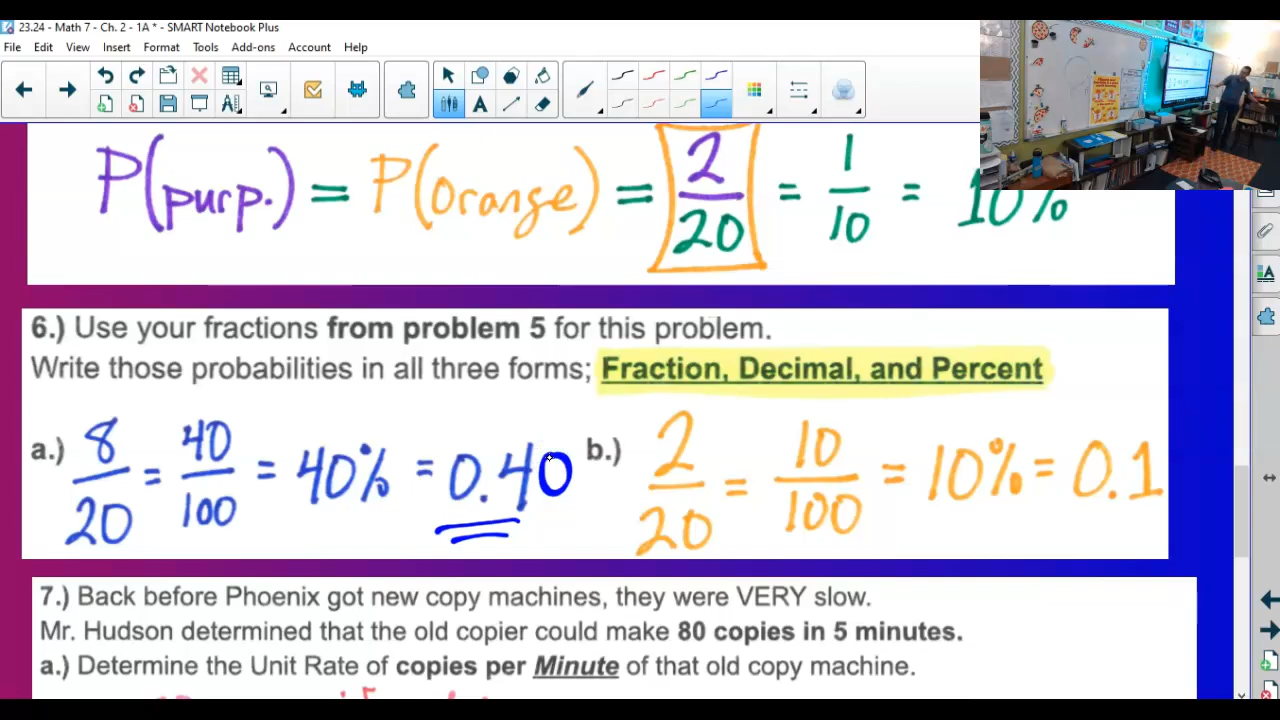 23.24 - Math 7 - Ch. 2 - 1A * - SMART Notebook Plus
File Edit View Insert Format Tools Add-ons Account Help
P(purp.) = P(orange) = 2/20 = 1/10 = 10%
6.) Use your fractions from problem 5 for this problem.
Write those probabilities in all three forms; Fraction, Decimal, and Percent
a.) 8/20 = 40/100 = 40% = 0.40 b.) 2/20 = 10/100 = 10% = 0.1
7.) Back before Phoenix got new copy machines, they were VERY slow.
Mr. Hudson determined that the old copier could make 80 copies in 5 minutes.
a.) Determine the Unit Rate of copies per Minute of that old copy machine.